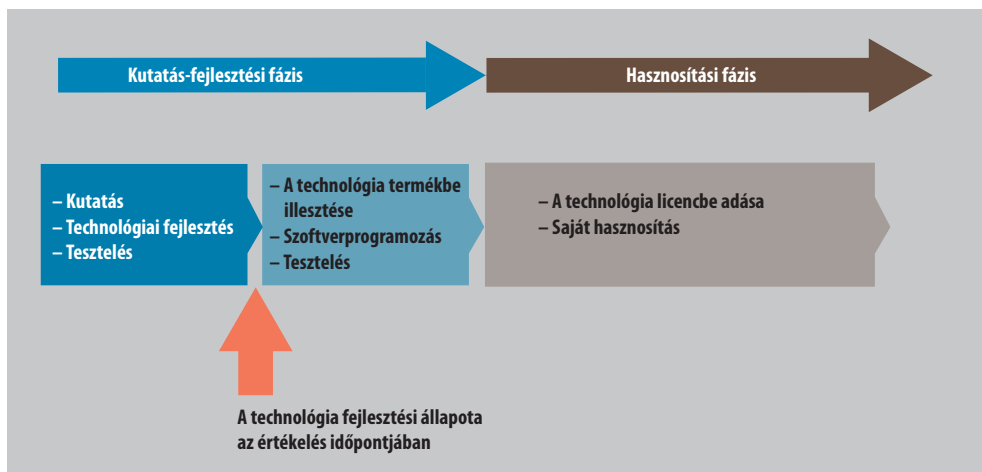 Kutatás-fejlesztési fázis
Hasznosítási fázis
– Kutatás
– Technológiai fejlesztés
– Tesztelés
– A technológia termékbe
illesztése
– Szoftverprogramozás
– Tesztelés
– A technológia licencbe adása
– Saját hasznosítás
A technológia fejlesztési állapota
az értékelés időpontjában